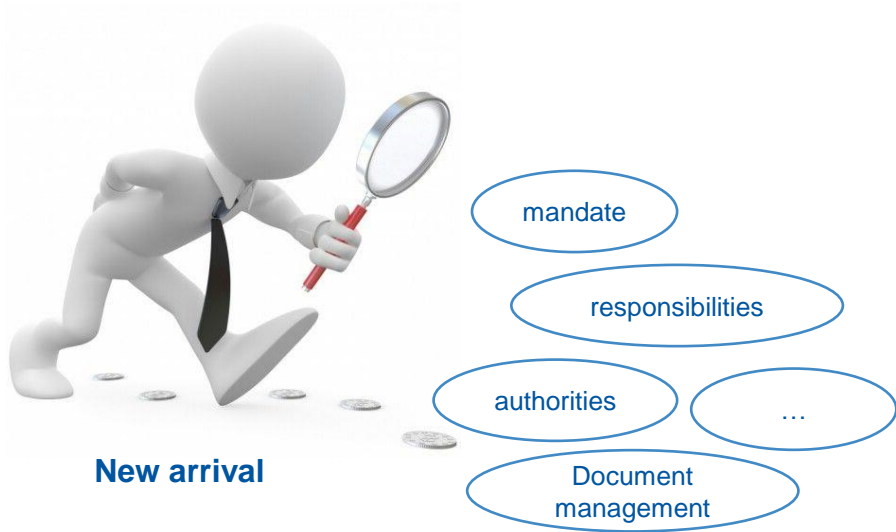 mandate
responsibilities
authorities
…
New arrival
Document
management